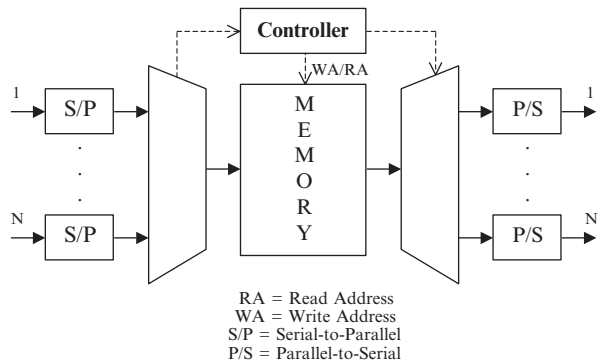 Controller
WA/RA
1
S/P
M
E
M
O
R
Y
P/S
1
N
S/P
P/S
N
RA = Read Address
WA = Write Address
S/P = Serial-to-Parallel
P/S = Parallel-to-Serial